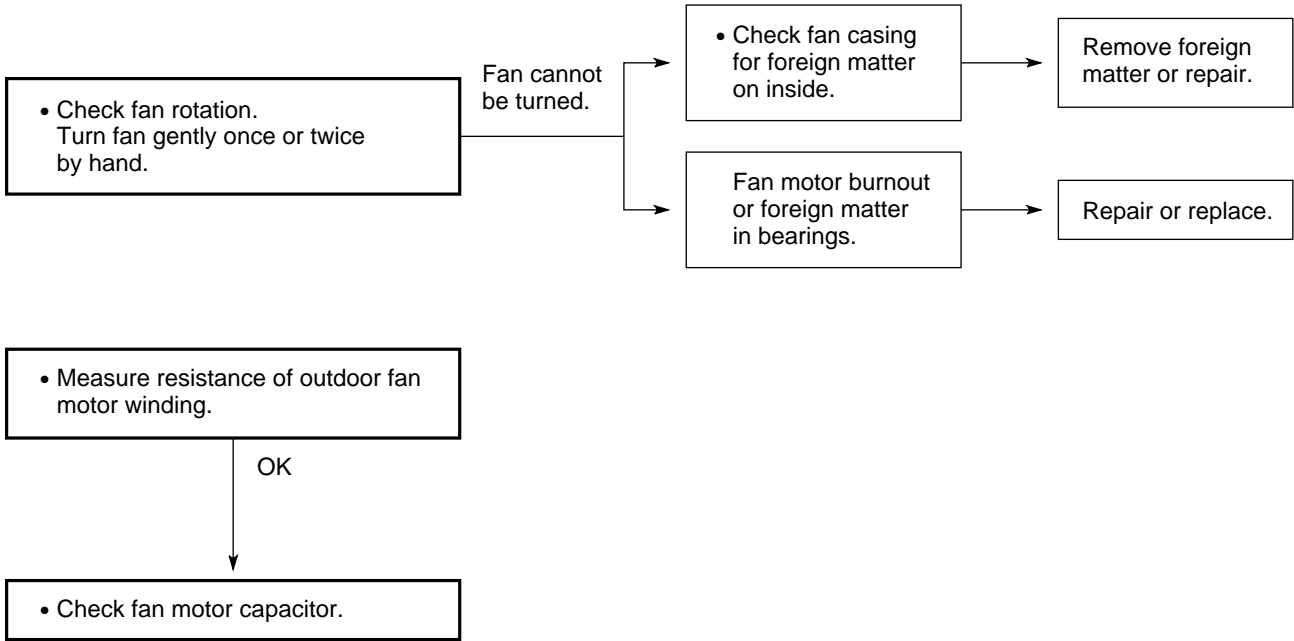 • Check fan rotation.
Turn fan gently once or twice
by hand.
Fan cannot
be turned.
• Check fan casing
for foreign matter
on inside.
Remove foreign
matter or repair.
Fan motor burnout
or foreign matter
in bearings.
Repair or replace.
• Measure resistance of outdoor fan
motor winding.
OK
• Check fan motor capacitor.